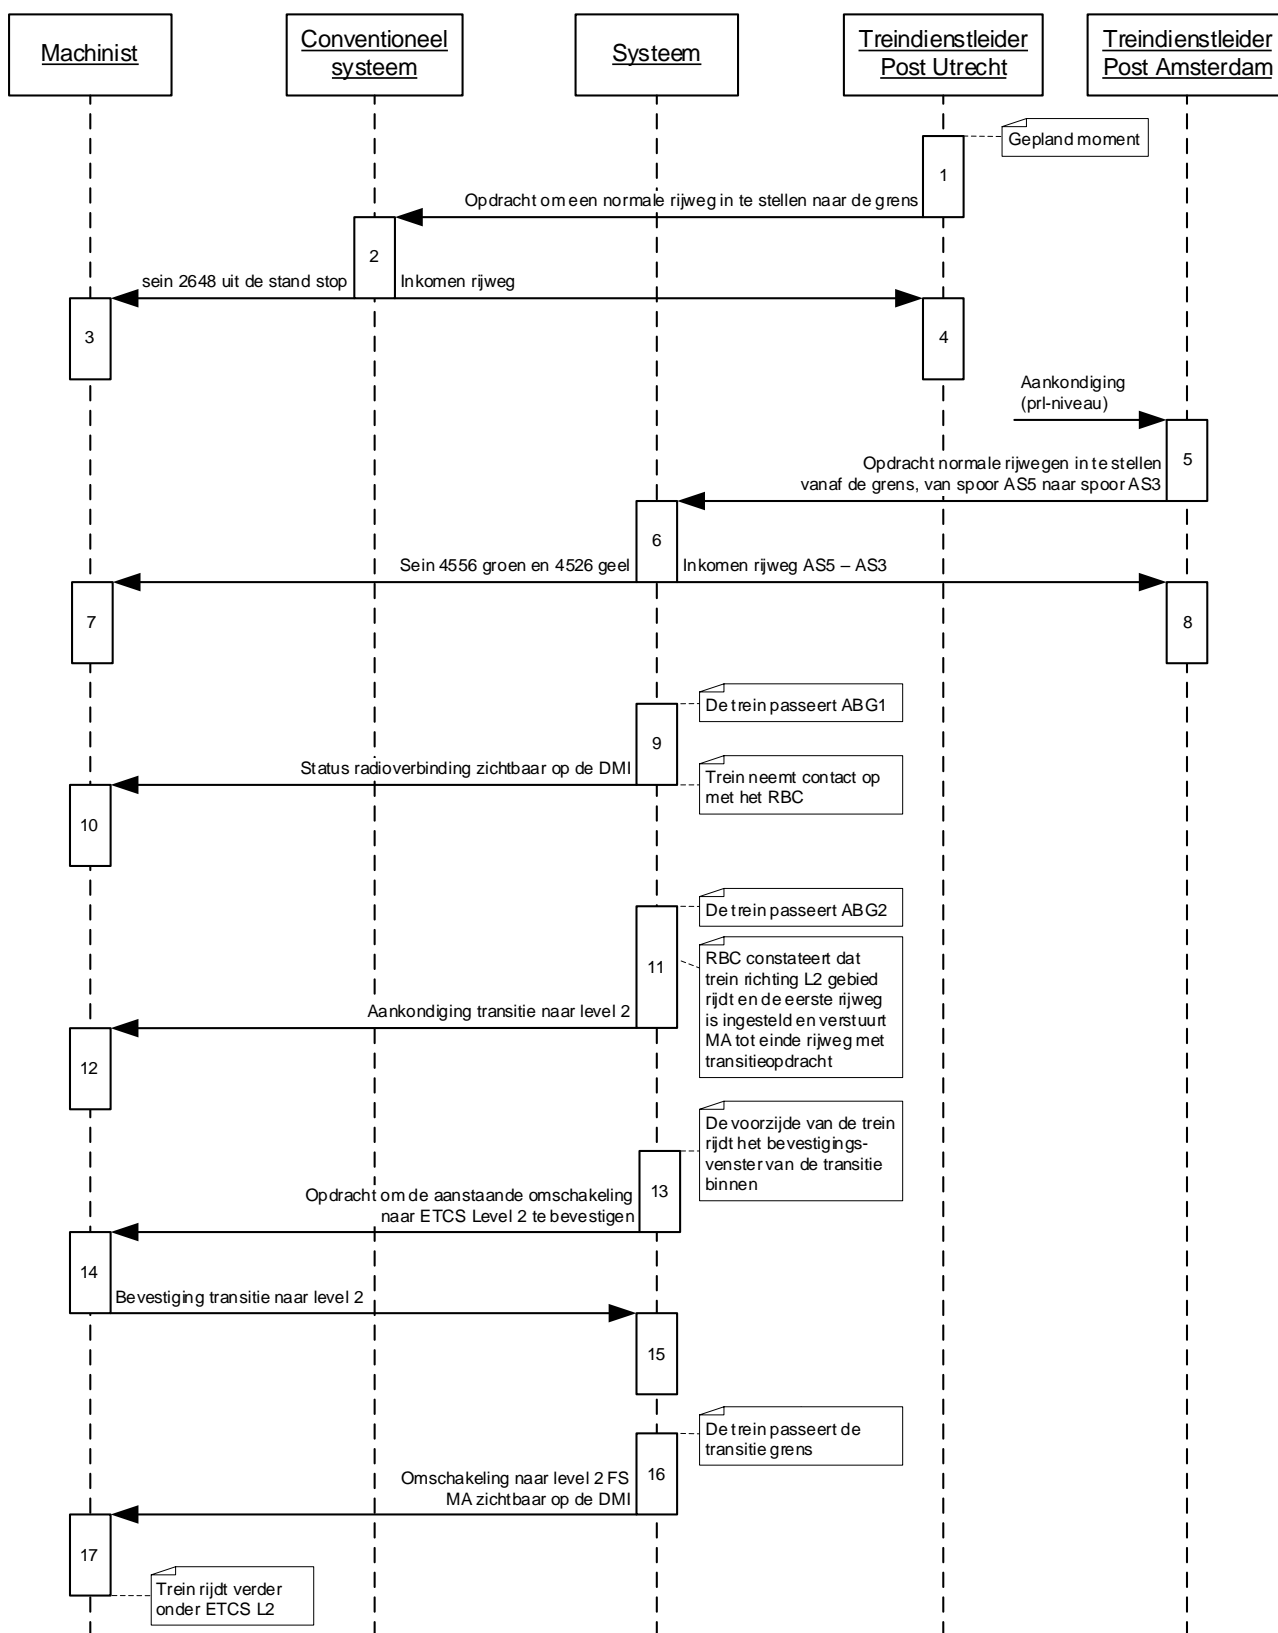 Machinist
Conventioneel
systeem
Systeem
Treindienstleider
Post Utrecht
Treindienstleider
Post Amsterdam
Gepland moment
1
Opdracht om een normale rijweg in te stellen naar de grens
2
sein 2648 uit de stand stop
Inkomen rijweg
3
4
Aankondiging
(prl-niveau)
5
Opdracht normale rijwegen in te stellen
vanaf de grens, van spoor AS5 naar spoor AS3
6
Sein 4556 groen en 4526 geel
Inkomen rijweg AS5 – AS3
7
8
De trein passeert ABG1
9
Status radioverbinding zichtbaar op de DMI
Trein neemt contact op
met het RBC
10
De trein passeert ABG2
11
RBC constateert dat
trein richting L2 gebied
rijdt en de eerste rijweg
is ingesteld en verstuurt
MA tot einde rijweg met
transitieopdracht
Aankondiging transitie naar level 2
12
De voorzijde van de trein
rijdt het bevestigings-
venster van de transitie
binnen
13
Opdracht om de aanstaande omschakeling
naar ETCS Level 2 te bevestigen
14
Bevestiging transitie naar level 2
15
De trein passeert de
transitie grens
16
Omschakeling naar level 2 FS
MA zichtbaar op de DMI
17
Trein rijdt verder
onder ETCS L2